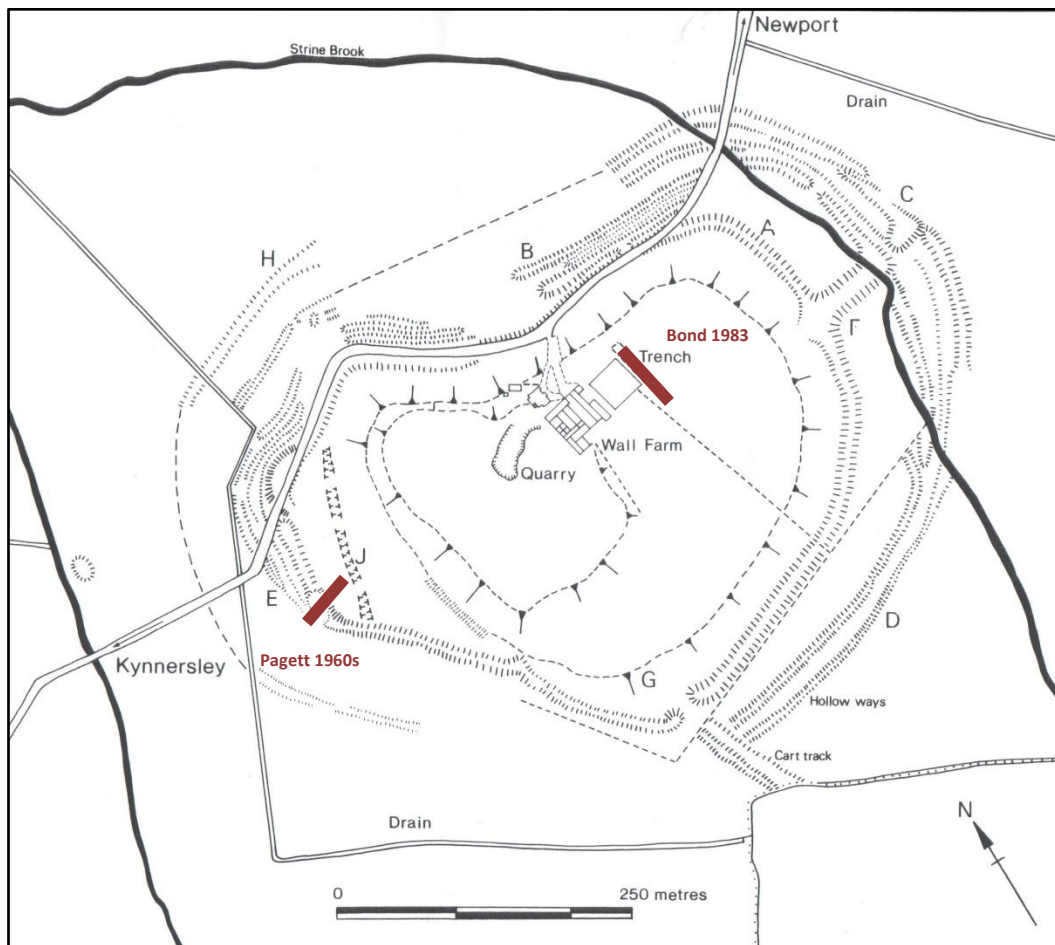 Newport
Strine Brook
Drain
C
A
B
H
F
Bond 1983
Trench
Wall Farm
Quarry
J
E
D
Pagett 1960s
Kynnersley
G
Hollow ways
Cart track
N
Drain
0
250 metres